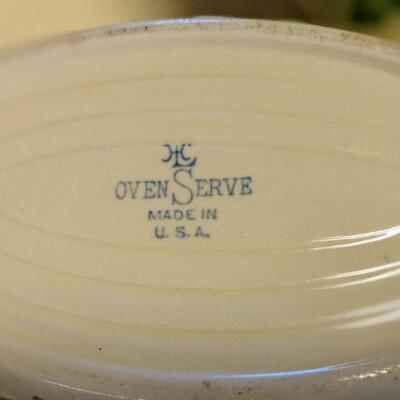 HLC
OVEN SERVE
MADE IN
U.S.A.